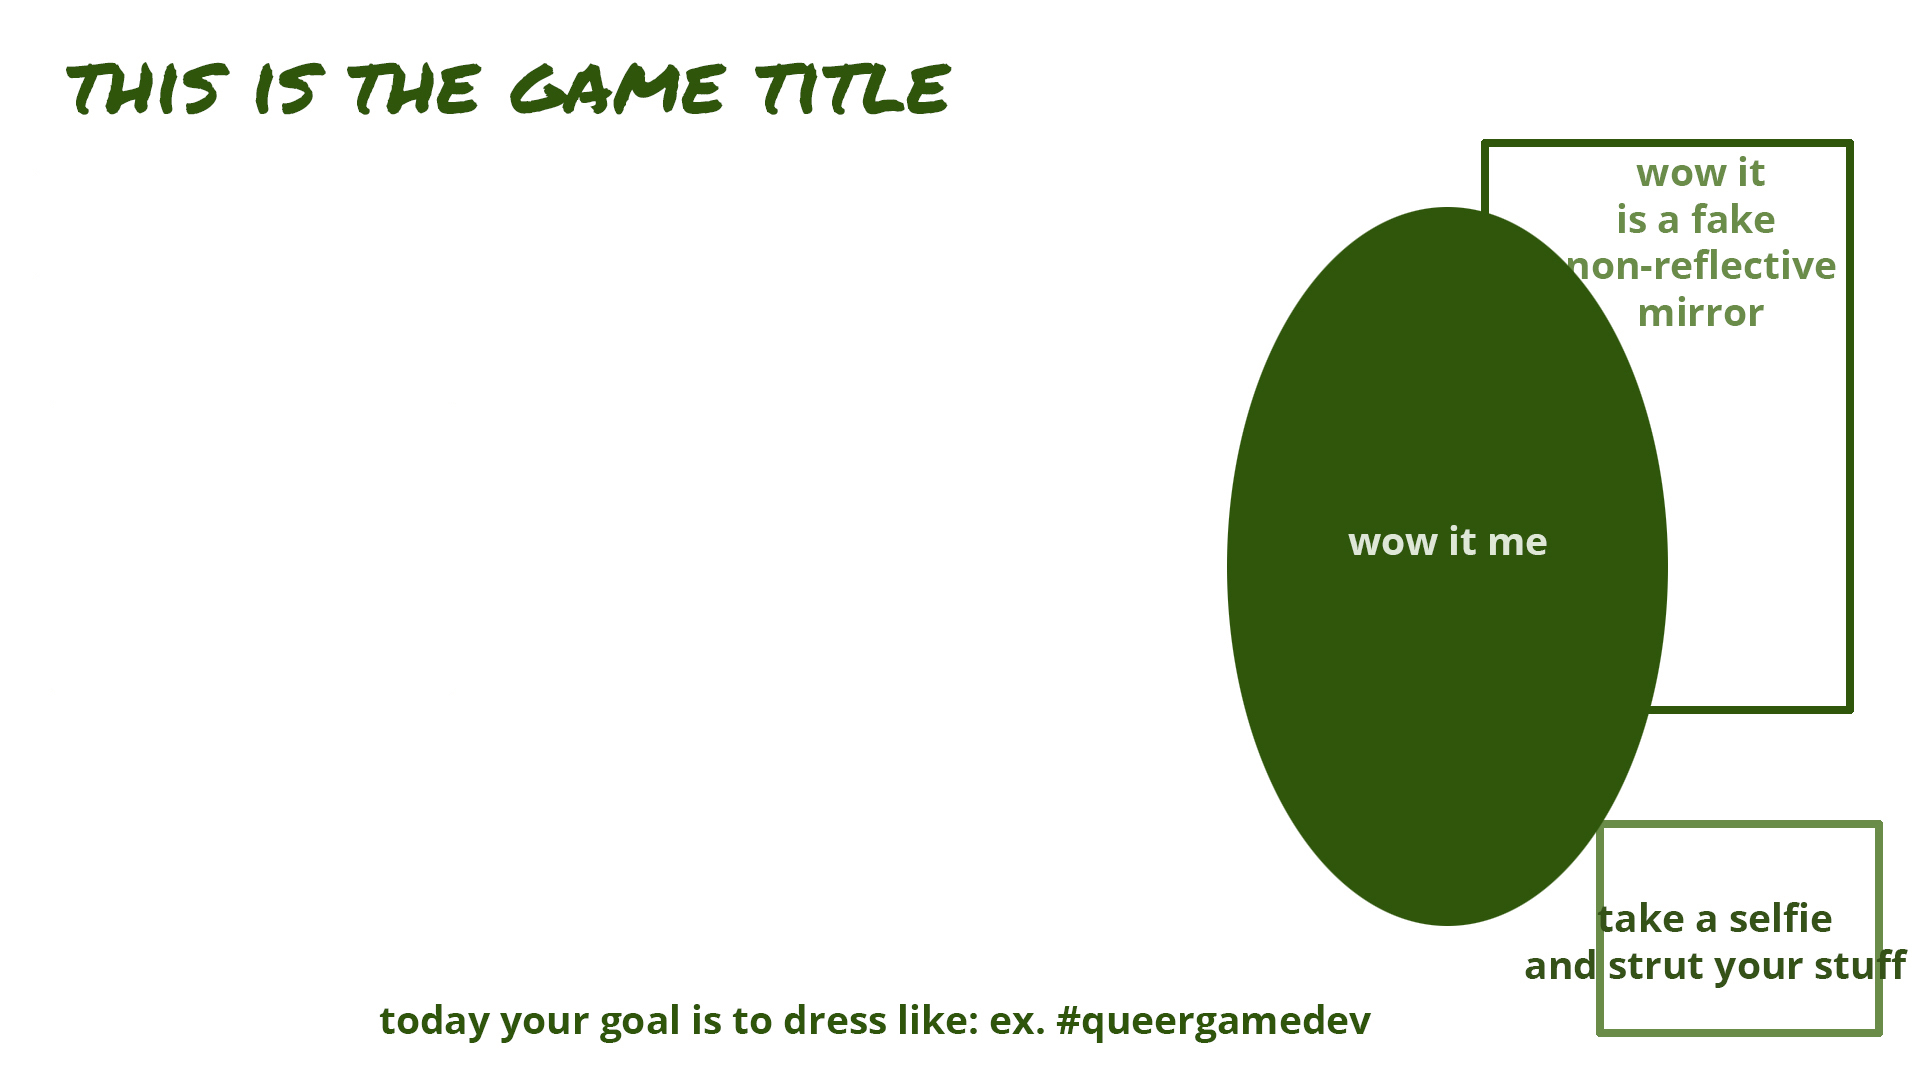 THIS IS THE GAME TITLE
wow it
is a fake
non-reflective
mirror
wow it me
take a selfie
and strut your stuff
today your goal is to dress like: ex. #queergamedev